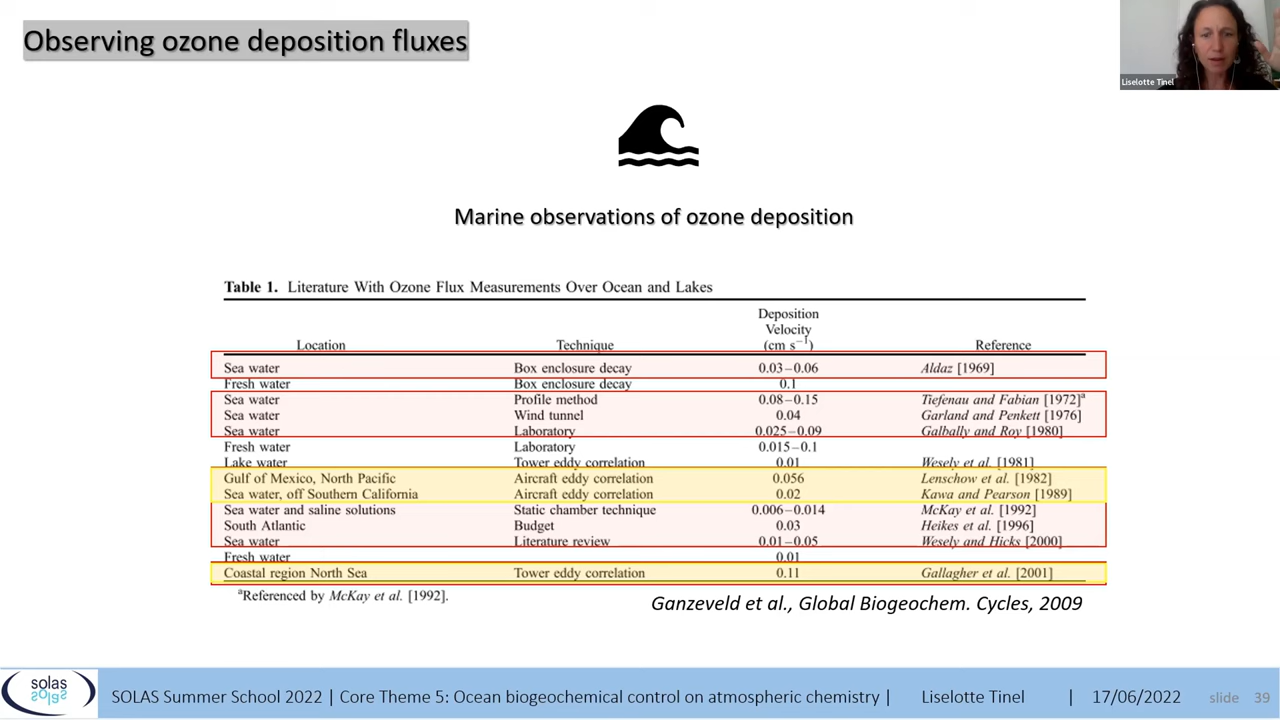 Observing ozone deposition fluxes
Liselotte Tinel
Marine observations of ozone deposition
Table 1. Literature With Ozone Flux Measurements Over Ocean and Lakes
Location Technique Deposition Velocity (cm s⁻¹) Reference
Sea water Box enclosure decay 0.03–0.06 Aldaz [1969]
Fresh water Box enclosure decay 0.1
Sea water Profile method 0.08–0.15 Tiefenau and Fabian [1972]ᵃ
Sea water Wind tunnel 0.04 Garland and Penkett [1976]
Sea water Laboratory 0.025–0.09 Galbally and Roy [1980]
Fresh water Laboratory 0.015–0.1
Lake water Tower eddy correlation 0.01 Wesely et al. [1981]
Gulf of Mexico, North Pacific Aircraft eddy correlation 0.056 Lenschow et al. [1982]
Sea water, off Southern California Aircraft eddy correlation 0.02 Kawa and Pearson [1989]
Sea water and saline solutions Static chamber technique 0.006–0.014 McKay et al. [1992]
South Atlantic Budget 0.03 Heikes et al. [1996]
Sea water Literature review 0.01–0.05 Wesely and Hicks [2000]
Fresh water 0.01
Coastal region North Sea Tower eddy correlation 0.11 Gallagher et al. [2001]
ᵃReferenced by McKay et al. [1992].
Ganzeveld et al., Global Biogeochem. Cycles, 2009
solas
SOLAS Summer School 2022 | Core Theme 5: Ocean biogeochemical control on atmospheric chemistry | Liselotte Tinel | 17/06/2022 slide 39